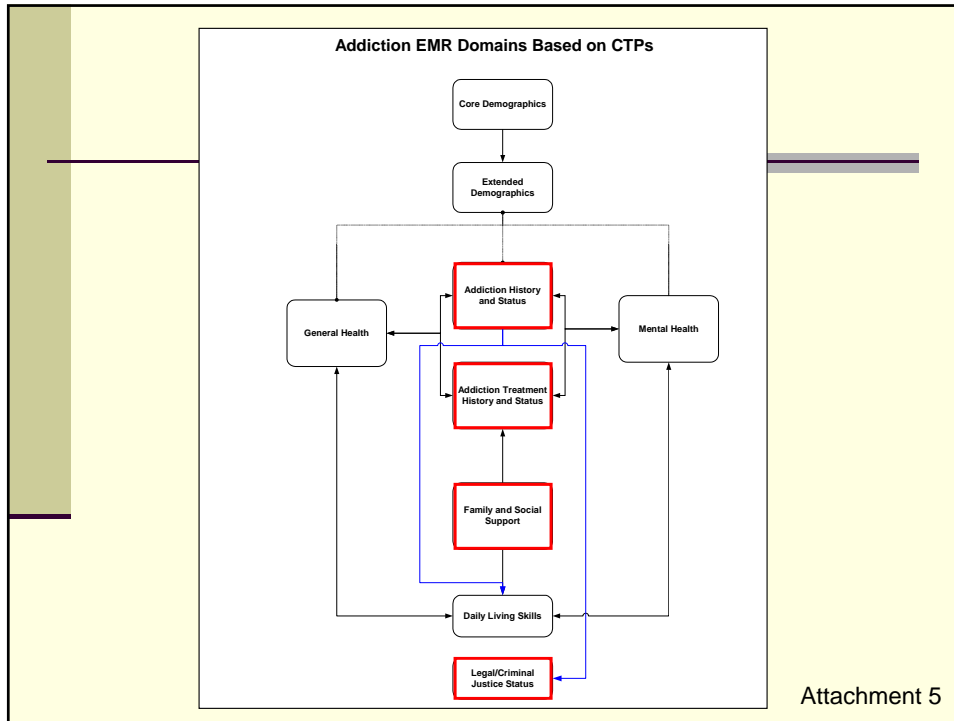 Addiction EMR Domains Based on CTPs
Core Demographics
Extended
Demographics
Addiction History
and Status
General Health
Mental Health
Addiction Treatment
History and Status
Family and Social
Support
Daily Living Skills
Legal/Criminal
Justice Status
Attachment 5